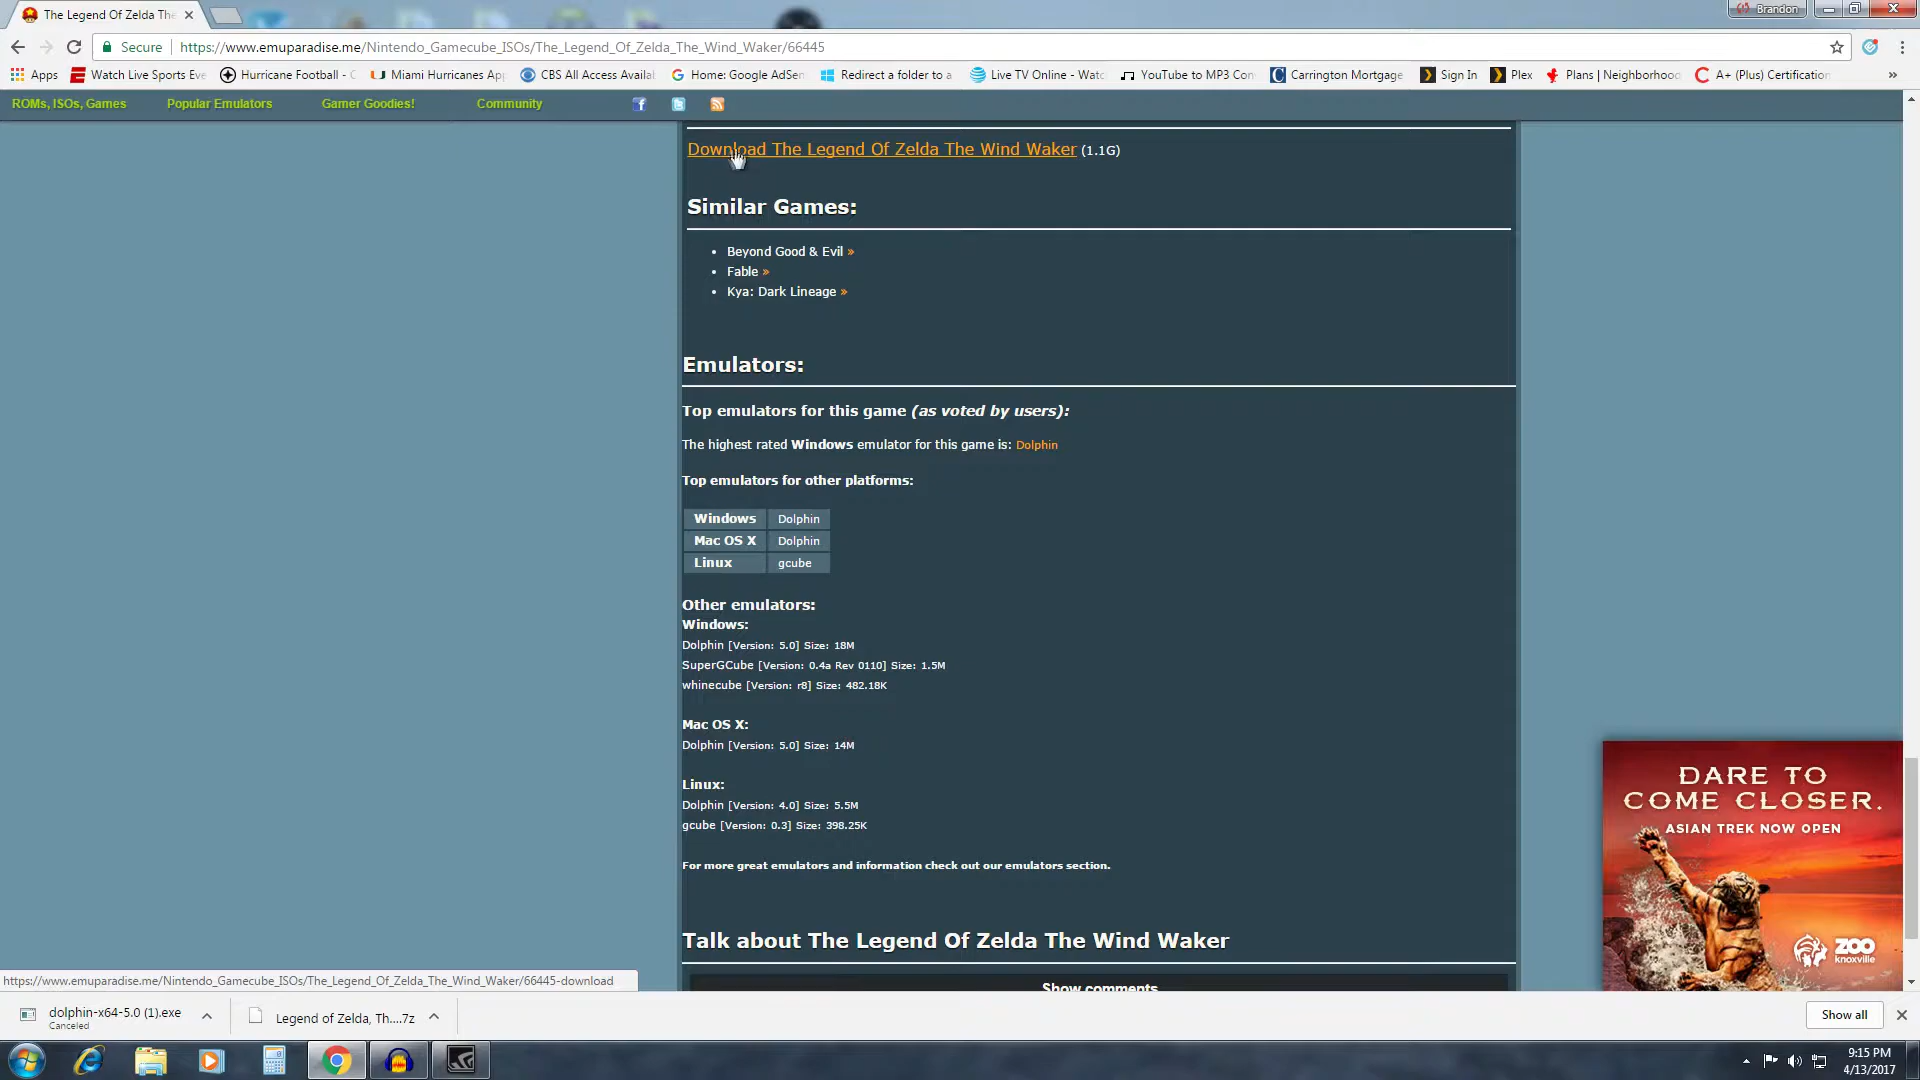 The Legend Of Zelda The
Brandon
Secure https://www.emuparadise.me/Nintendo_Gamecube_ISOs/The_Legend_Of_Zelda_The_Wind_Waker/66445
Apps Watch Live Sports Eve Hurricane Football - C Miami Hurricanes Ap CBS All Access Availal Home: Google AdSen Redirect a folder to a Live TV Online - Watc YouTube to MP3 Con Carrington Mortgage Sign In Plex Plans | Neighborhood A+ (Plus) Certification »
ROMs, ISOs, Games Popular Emulators Gamer Goodies! Community
Download The Legend Of Zelda The Wind Waker (1.1G)
Similar Games:
• Beyond Good & Evil »
• Fable »
• Kya: Dark Lineage »
Emulators:
Top emulators for this game (as voted by users):
The highest rated Windows emulator for this game is: Dolphin
Top emulators for other platforms:
Windows Dolphin
Mac OS X Dolphin
Linux gcube
Other emulators:
Windows:
Dolphin [Version: 5.0] Size: 18M
SuperGCube [Version: 0.4a Rev 0110] Size: 1.5M
whinecube [Version: r8] Size: 482.18K
Mac OS X:
Dolphin [Version: 5.0] Size: 14M
Linux:
Dolphin [Version: 4.0] Size: 5.5M
gcube [Version: 0.3] Size: 398.25K
For more great emulators and information check out our emulators section.
Talk about The Legend Of Zelda The Wind Waker
Show comments
DARE TO
COME CLOSER.
ASIAN TREK NOW OPEN
ZOO
knoxville
https://www.emuparadise.me/Nintendo_Gamecube_ISOs/The_Legend_Of_Zelda_The_Wind_Waker/66445-download
dolphin-x64-5.0 (1).exe
Canceled
Legend of Zelda, Th....7z
Show all
9:15 PM
4/13/2017